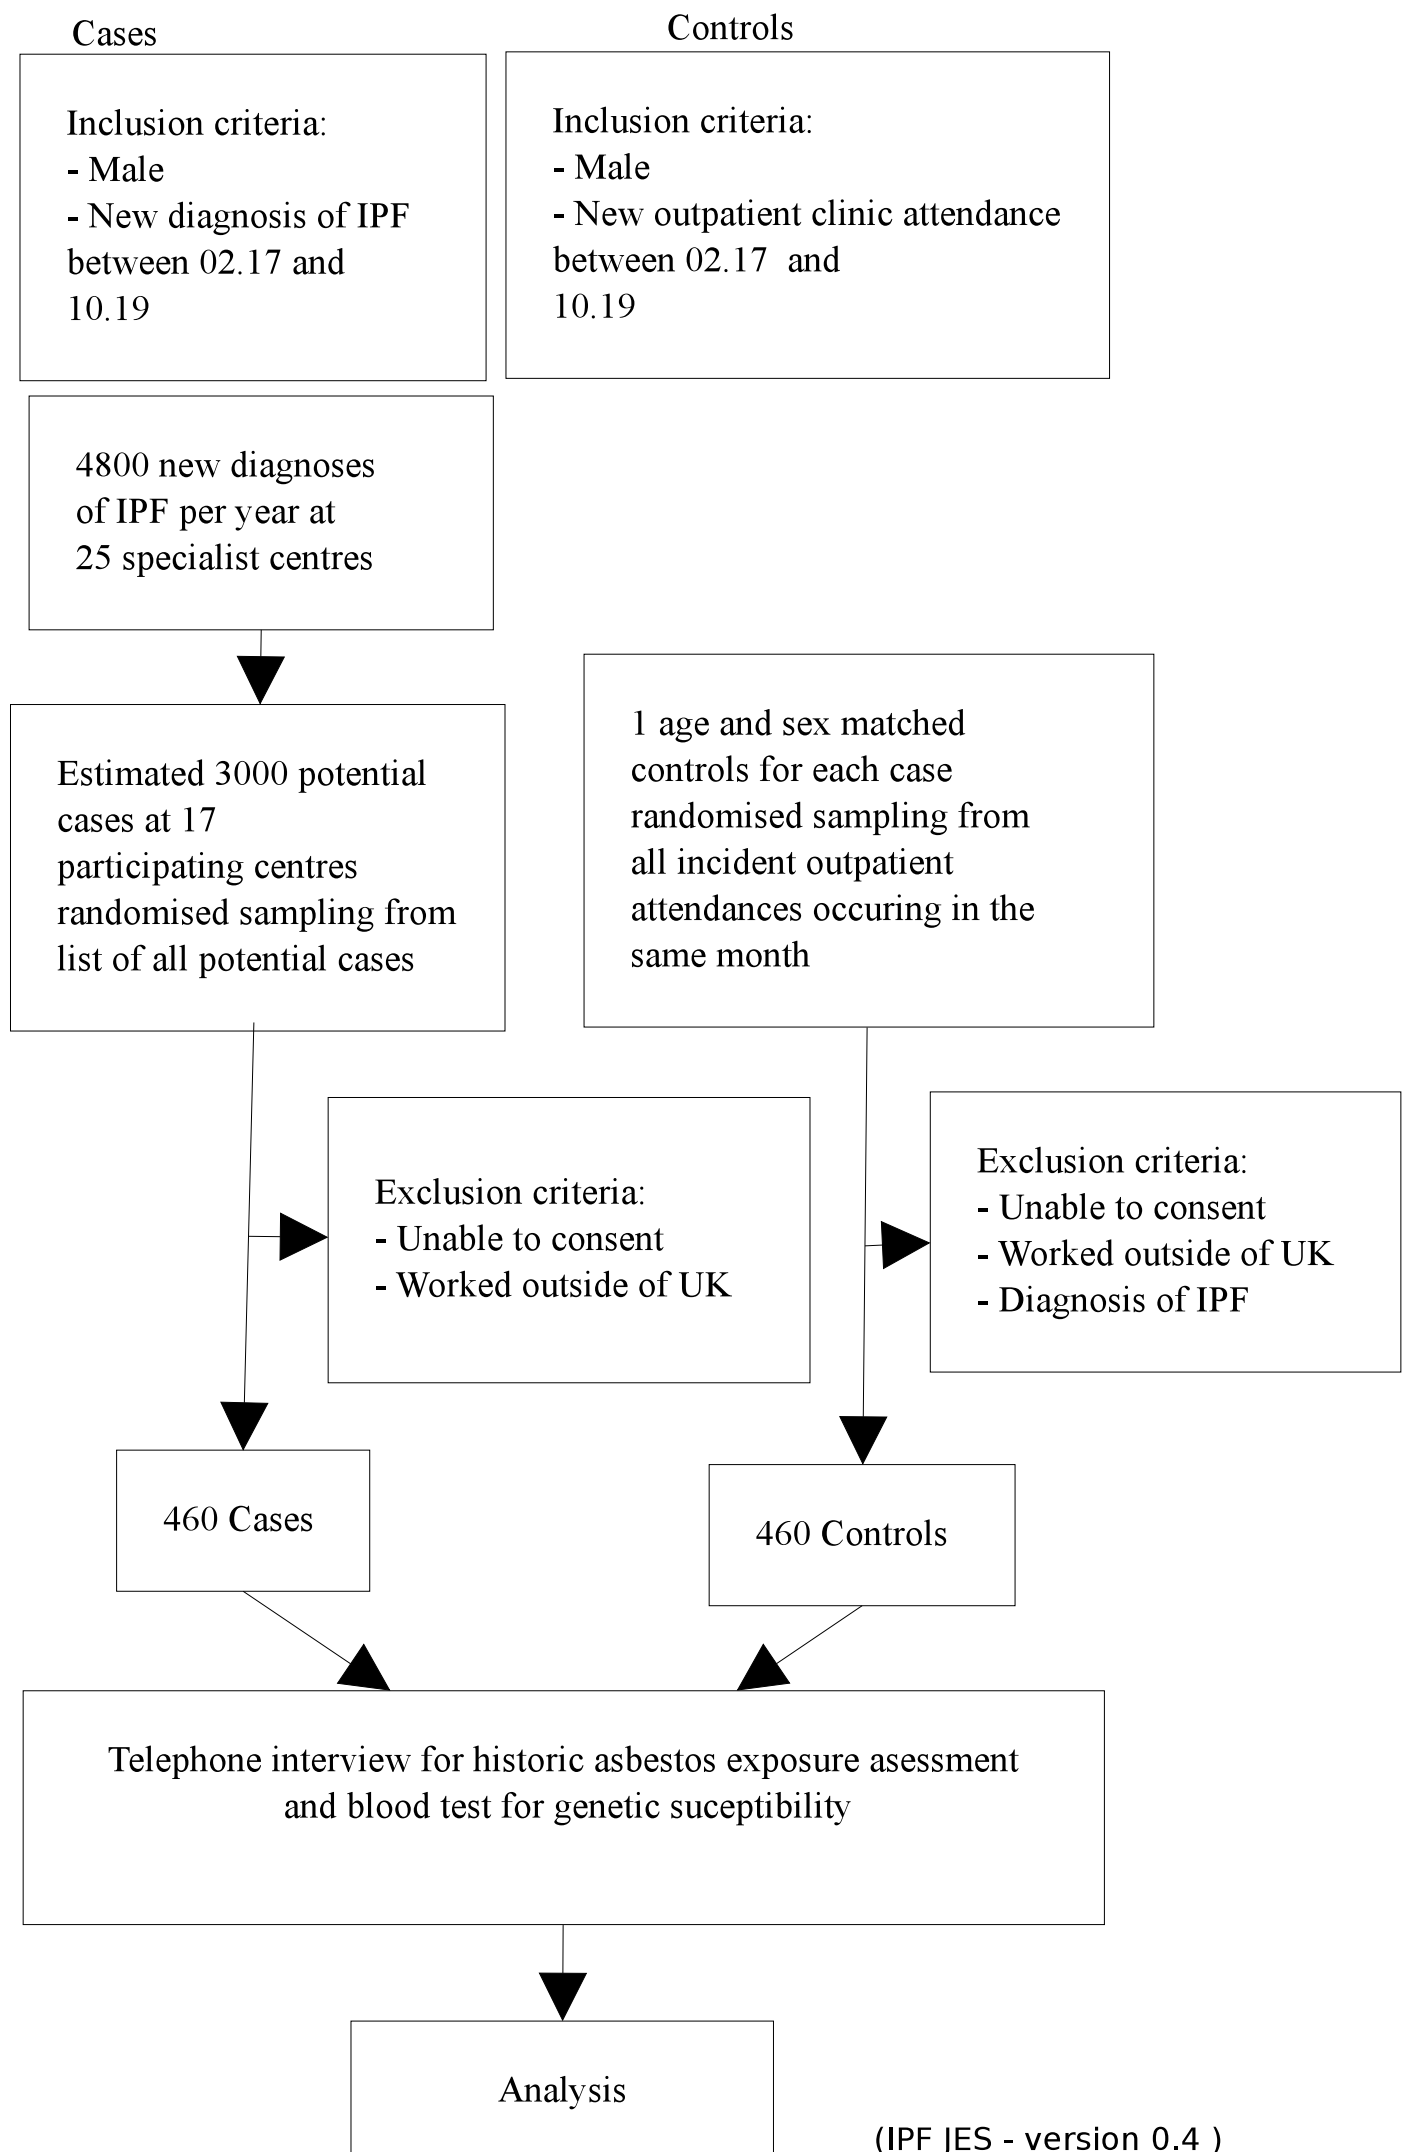 Cases
Inclusion criteria:
- Male
- New diagnosis of IPF
between 02.17 and
10.19
Controls
Inclusion criteria:
- Male
- New outpatient clinic attendance
between 02.17  and
10.19
4800 new diagnoses
of IPF per year at
25 specialist centres
Estimated 3000 potential
cases at 17
participating centres
randomised sampling from
list of all potential cases
1 age and sex matched
controls for each case
randomised sampling from
all incident outpatient
attendances occuring in the
same month
Exclusion criteria:
- Unable to consent
- Worked outside of UK
Exclusion criteria:
- Unable to consent
- Worked outside of UK
- Diagnosis of IPF
460 Cases
460 Controls
Telephone interview for historic asbestos exposure asessment
and blood test for genetic suceptibility
Analysis
(IPF JES - version 0.4 )